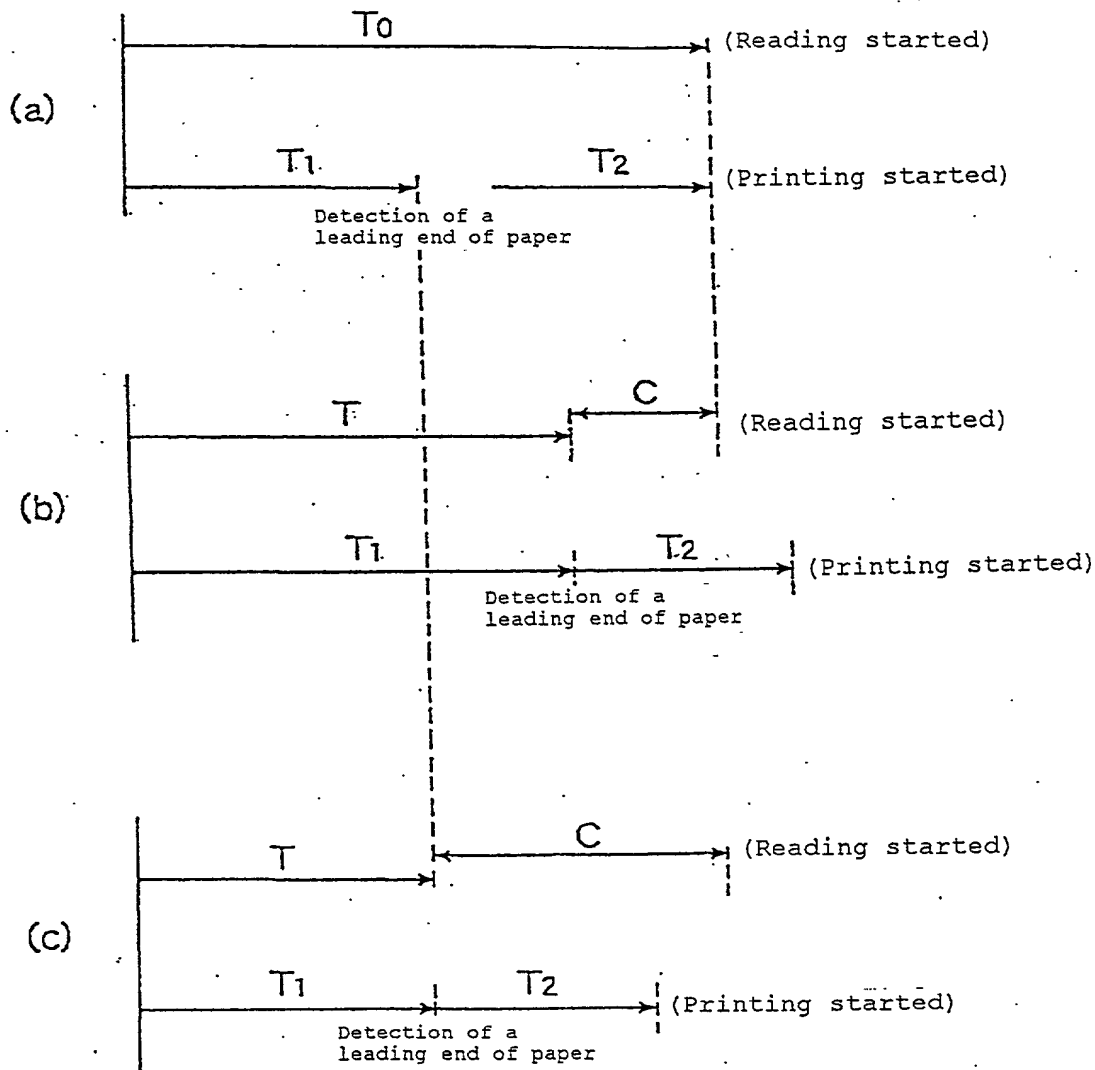 T0
(Reading started)
(a)
T1
T2
(Printing started)
Detection of a
leading end of paper
T
C
(Reading started)
(b)
T1
T2
(Printing started)
Detection of a
leading end of paper
T
C
(Reading started)
(c)
T1
T2
(Printing started)
Detection of a
leading end of paper